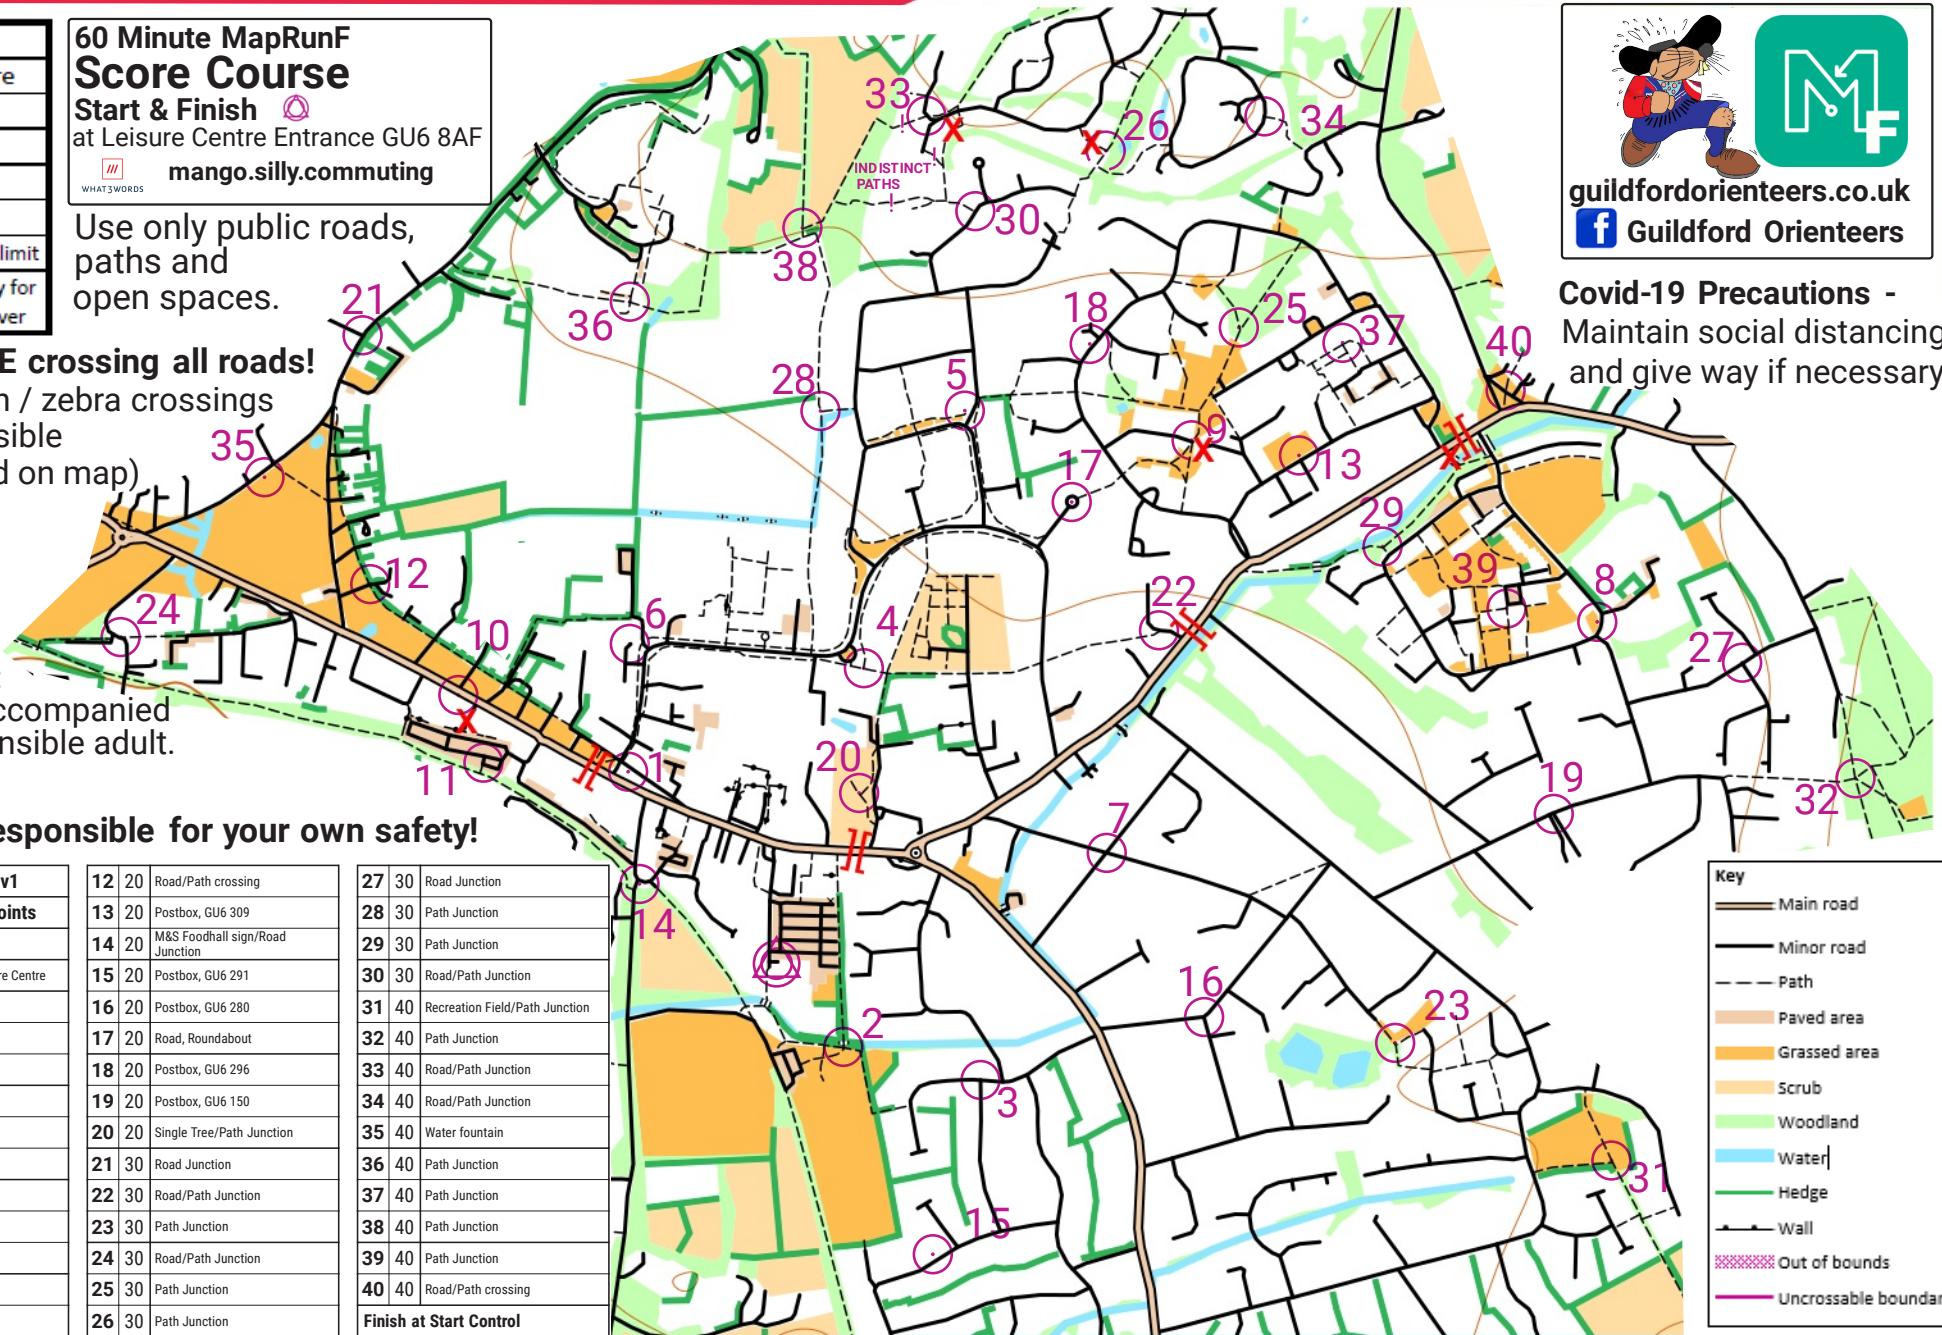 re
limit
y for
ver
60 Minute MapRunF
Score Course
Start & Finish
at Leisure Centre Entrance GU6 8AF
WHAT3WORDS
mango.silly.commuting
Use only public roads,
paths and
open spaces.
E crossing all roads!
n / zebra crossings
sible
d on map)
ccompanied
nsible adult.
esponsible for your own safety!
guildfordorienteers.co.uk
f Guildford Orienteers
MF
Covid-19 Precautions -
Maintain social distancing
and give way if necessary
INDISTINCT
PATHS
!
!
!
33
26
34
30
38
21
36
18
25
37
40
28
5
35
9
13
17
29
12
39
8
24
10
6
4
22
27
11
1
20
19
32
7
14
16
23
2
3
15
31
X
X
X
X
X
v1
oints
re Centre
12 20 Road/Path crossing
13 20 Postbox, GU6 309
14 20 M&S Foodhall sign/Road
Junction
15 20 Postbox, GU6 291
16 20 Postbox, GU6 280
17 20 Road, Roundabout
18 20 Postbox, GU6 296
19 20 Postbox, GU6 150
20 20 Single Tree/Path Junction
21 30 Road Junction
22 30 Road/Path Junction
23 30 Path Junction
24 30 Road/Path Junction
25 30 Path Junction
26 30 Path Junction
27 30 Road Junction
28 30 Path Junction
29 30 Path Junction
30 30 Road/Path Junction
31 40 Recreation Field/Path Junction
32 40 Path Junction
33 40 Road/Path Junction
34 40 Road/Path Junction
35 40 Water fountain
36 40 Path Junction
37 40 Path Junction
38 40 Path Junction
39 40 Path Junction
40 40 Road/Path crossing
Finish at Start Control
Key
Main road
Minor road
Path
Paved area
Grassed area
Scrub
Woodland
Water
Hedge
Wall
Out of bounds
Uncrossable boundar